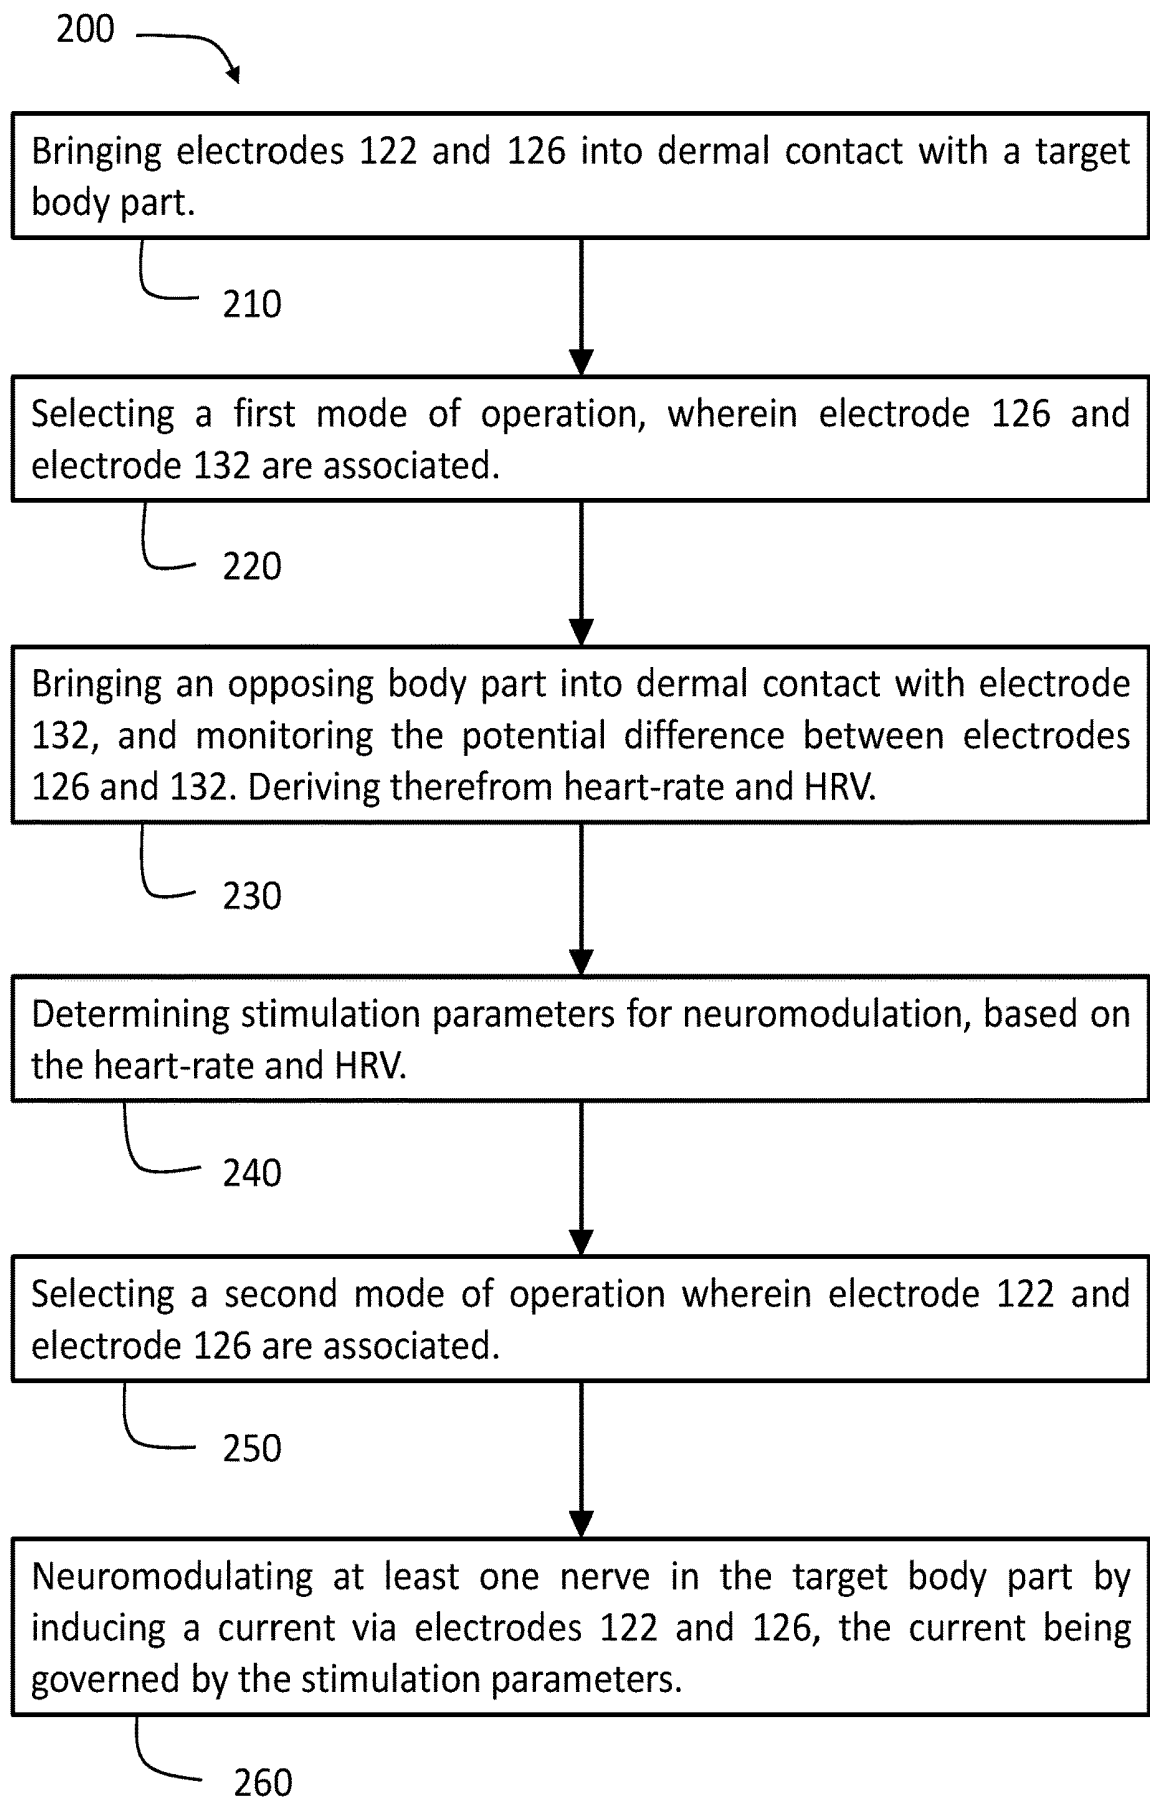 200
Bringing electrodes 122 and 126 into dermal contact with a target
body part.
210
Selecting a first mode of operation, wherein electrode 126 and
electrode 132 are associated.
220
Bringing an opposing body part into dermal contact with electrode
132, and monitoring the potential difference between electrodes
126 and 132. Deriving therefrom heart-rate and HRV.
230
Determining stimulation parameters for neuromodulation, based on
the heart-rate and HRV.
240
Selecting a second mode of operation wherein electrode 122 and
electrode 126 are associated.
250
Neuromodulating at least one nerve in the target body part by
inducing a current via electrodes 122 and 126, the current being
governed by the stimulation parameters.
260